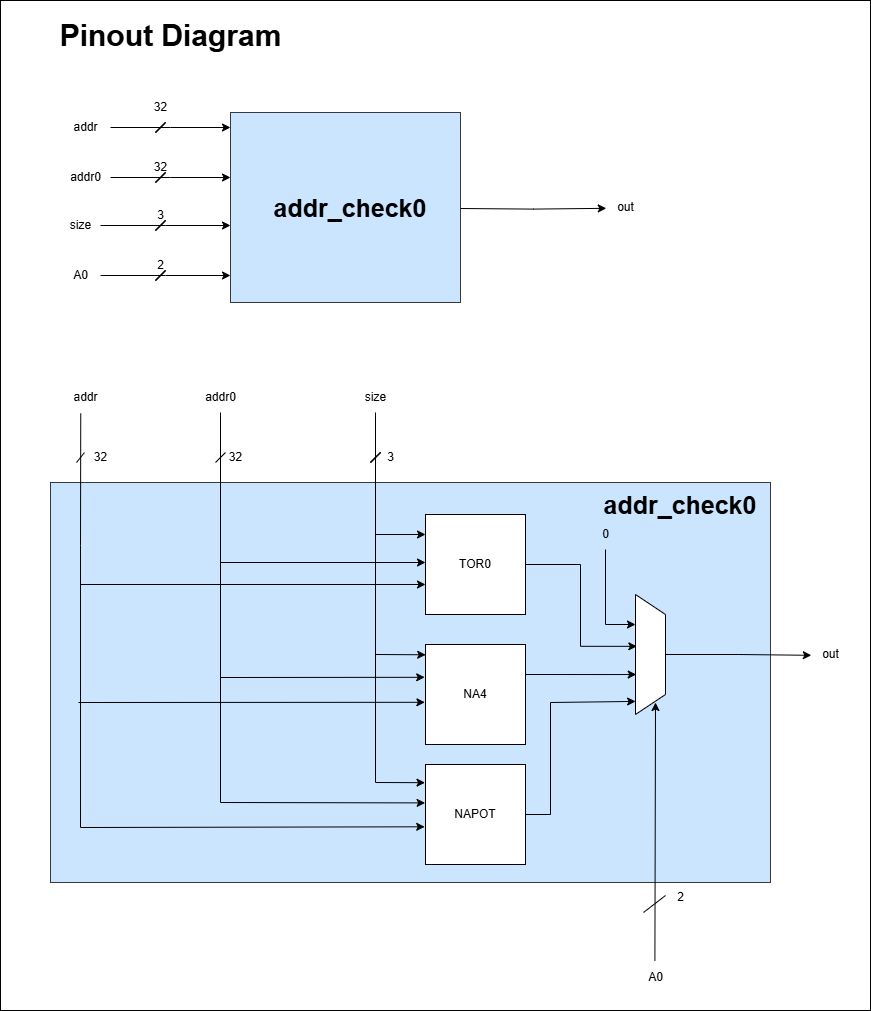 Pinout Diagram
32
addr
32
addr0
addr_check0
out
3
size
2
A0
addr
addr0
size
32
32
3
addr_check0
0
TOR0
out
NA4
NAPOT
2
A0